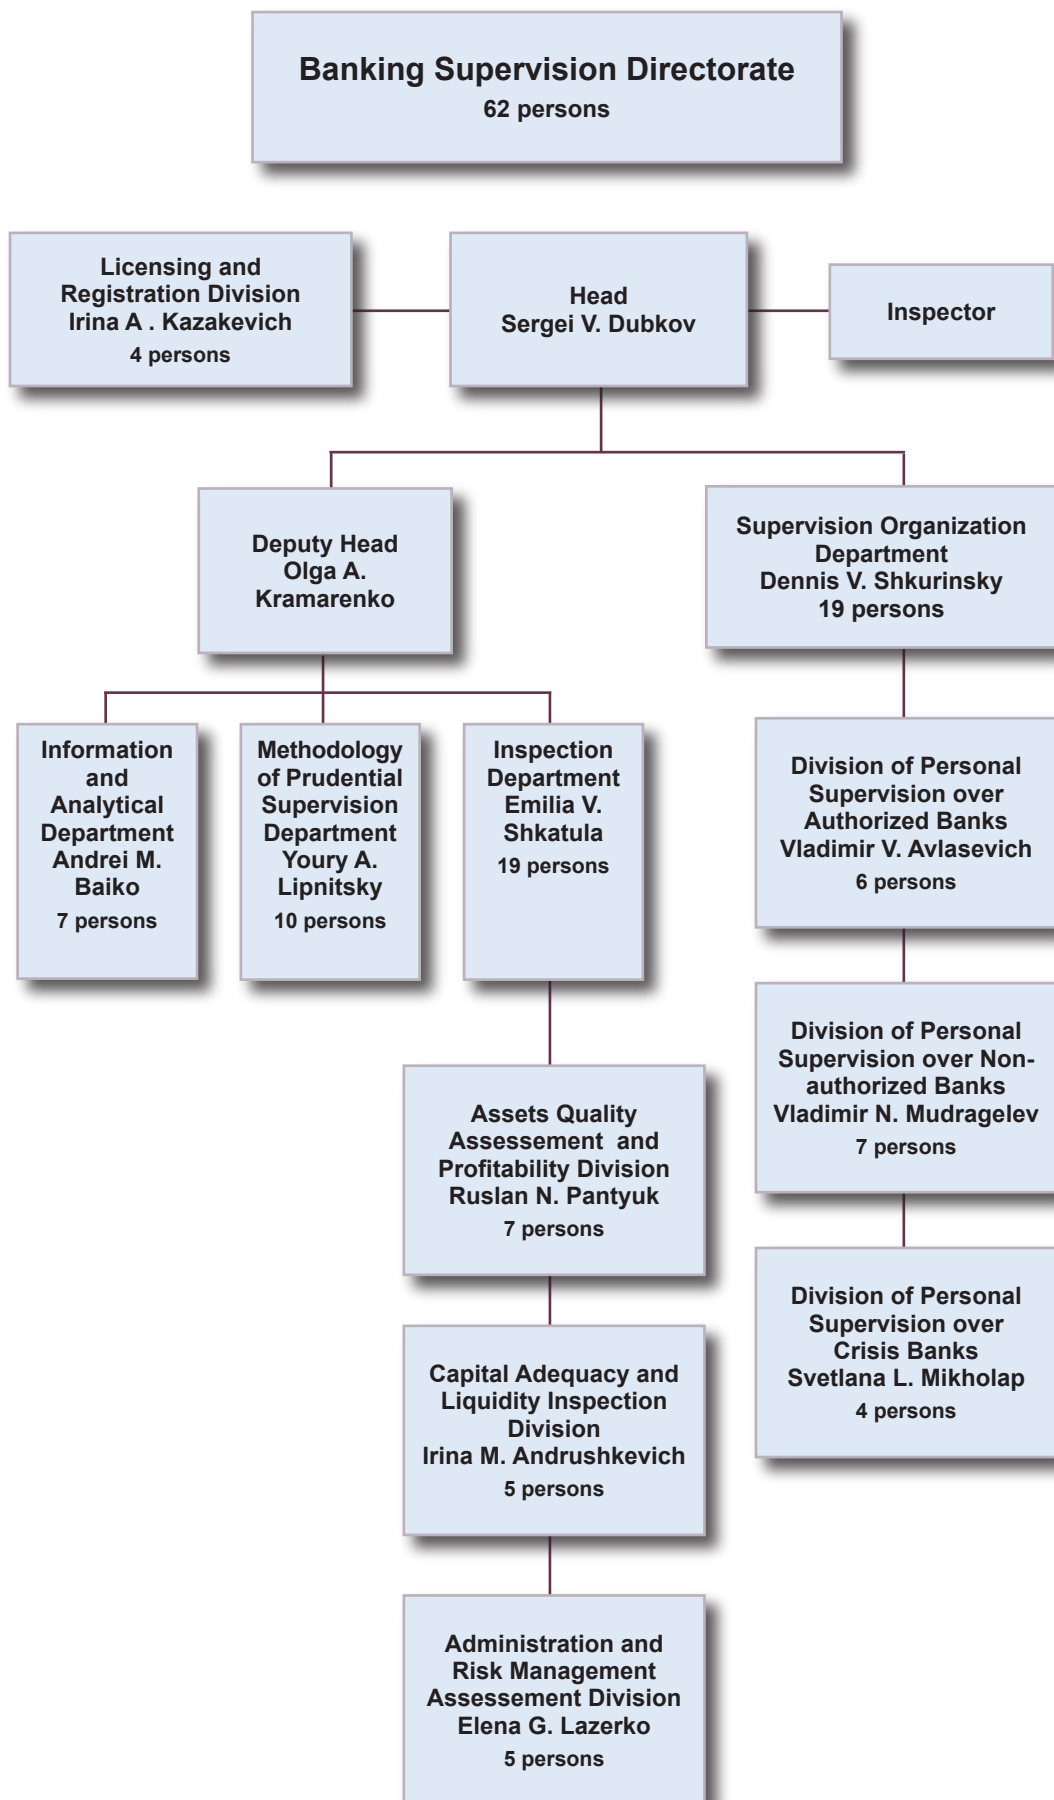 Banking Supervision Directorate
62 persons
Licensing and
Registration Division
Irina A . Kazakevich
4 persons
Head
Sergei V. Dubkov
Inspector
Deputy Head
Olga A.
Kramarenko
Supervision Organization
Department
Dennis V. Shkurinsky
19 persons
Information
and
Analytical
Department
Andrei M.
Baiko
7 persons
Methodology
of Prudential
Supervision
Department
Youry A.
Lipnitsky
10 persons
Inspection
Department
Emilia V.
Shkatula
19 persons
Division of Personal
Supervision over
Authorized Banks
Vladimir V. Avlasevich
6 persons
Division of Personal
Supervision over Non-
authorized Banks
Vladimir N. Mudragelev
7 persons
Assets Quality
Assessement  and
Profitability Division
Ruslan N. Pantyuk
7 persons
Division of Personal
Supervision over
Crisis Banks
Svetlana L. Mikholap
4 persons
Capital Adequacy and
Liquidity Inspection
Division
Irina M. Andrushkevich
5 persons
Administration and
Risk Management
Assessement Division
Elena G. Lazerko
5 persons